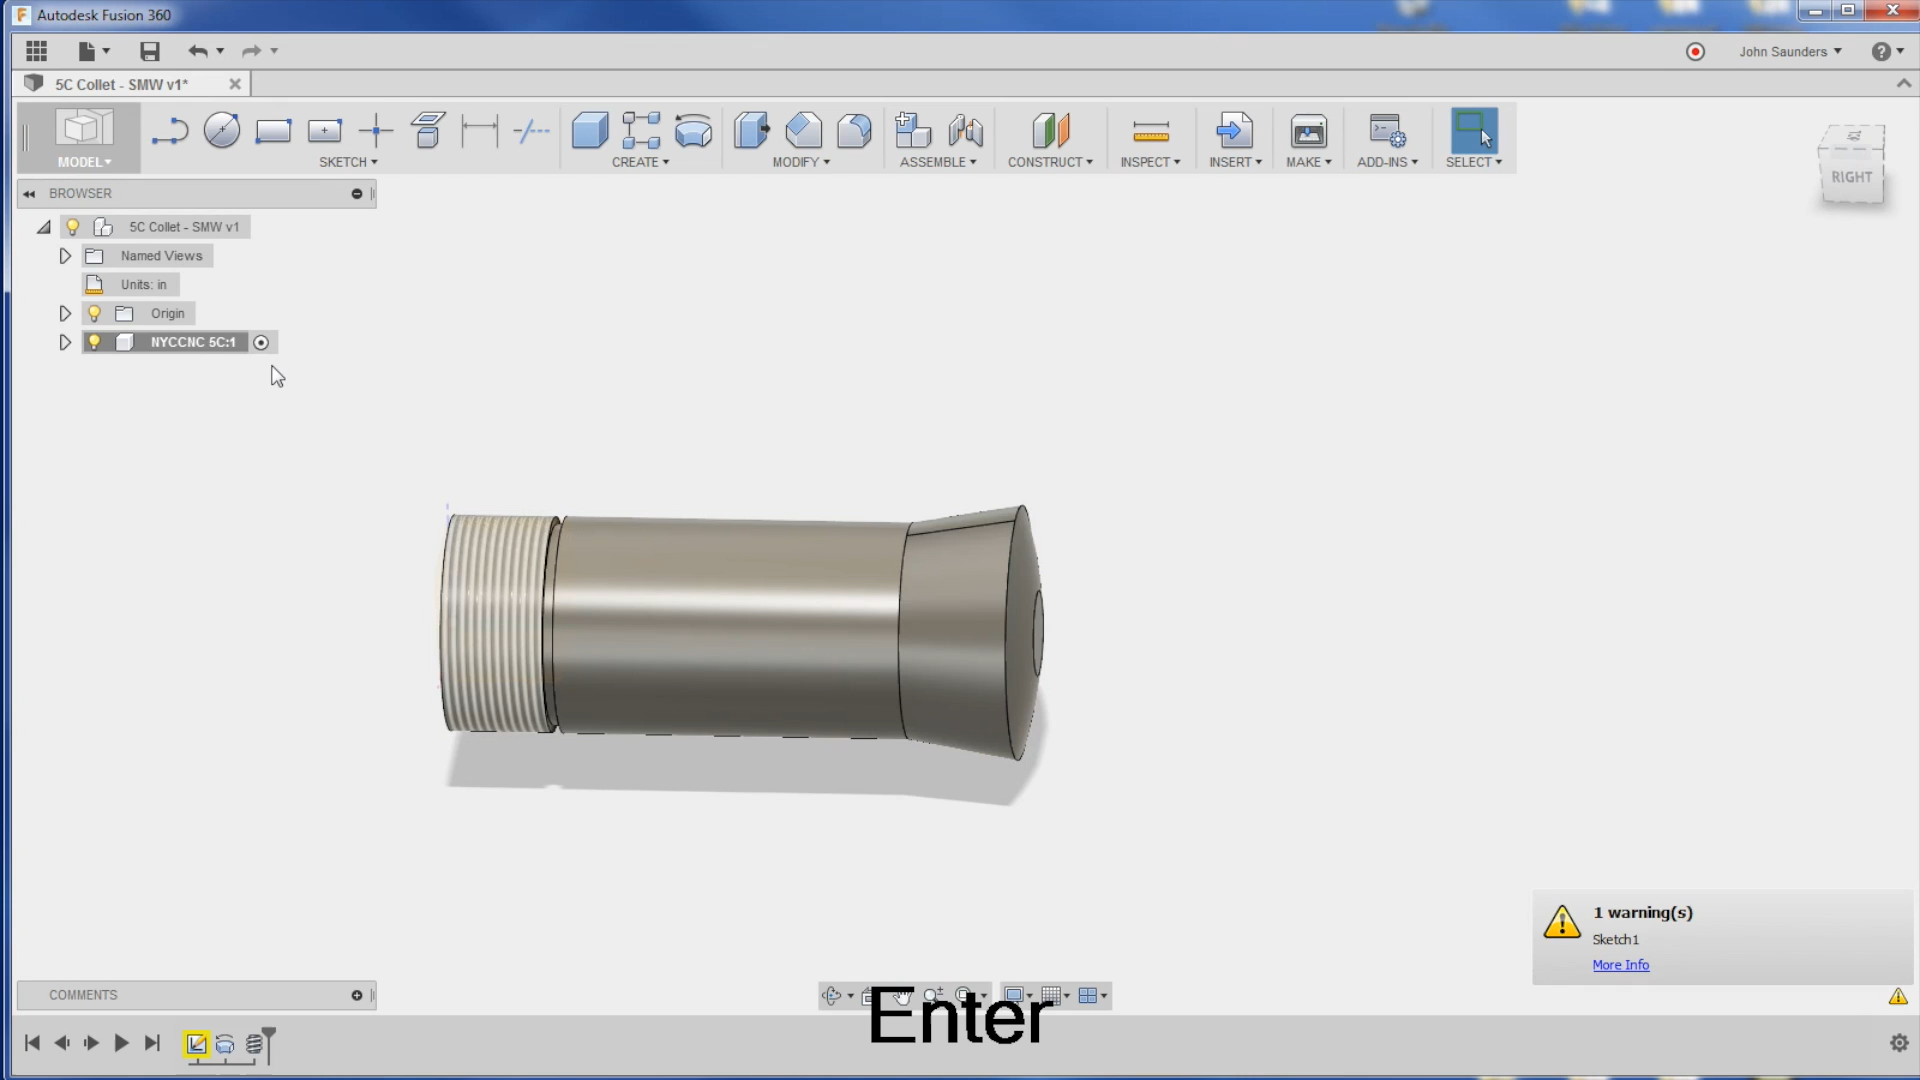 Autodesk Fusion 360
John Saunders
5C Collet - SMW v1*
MODEL
SKETCH
CREATE
MODIFY
ASSEMBLE
CONSTRUCT
INSPECT
INSERT
MAKE
ADD-INS
SELECT
RIGHT
BROWSER
5C Collet - SMW v1
Named Views
Units: in
Origin
NYCCNC 5C:1
1 warning(s)
Sketch1
More Info
COMMENTS
Enter